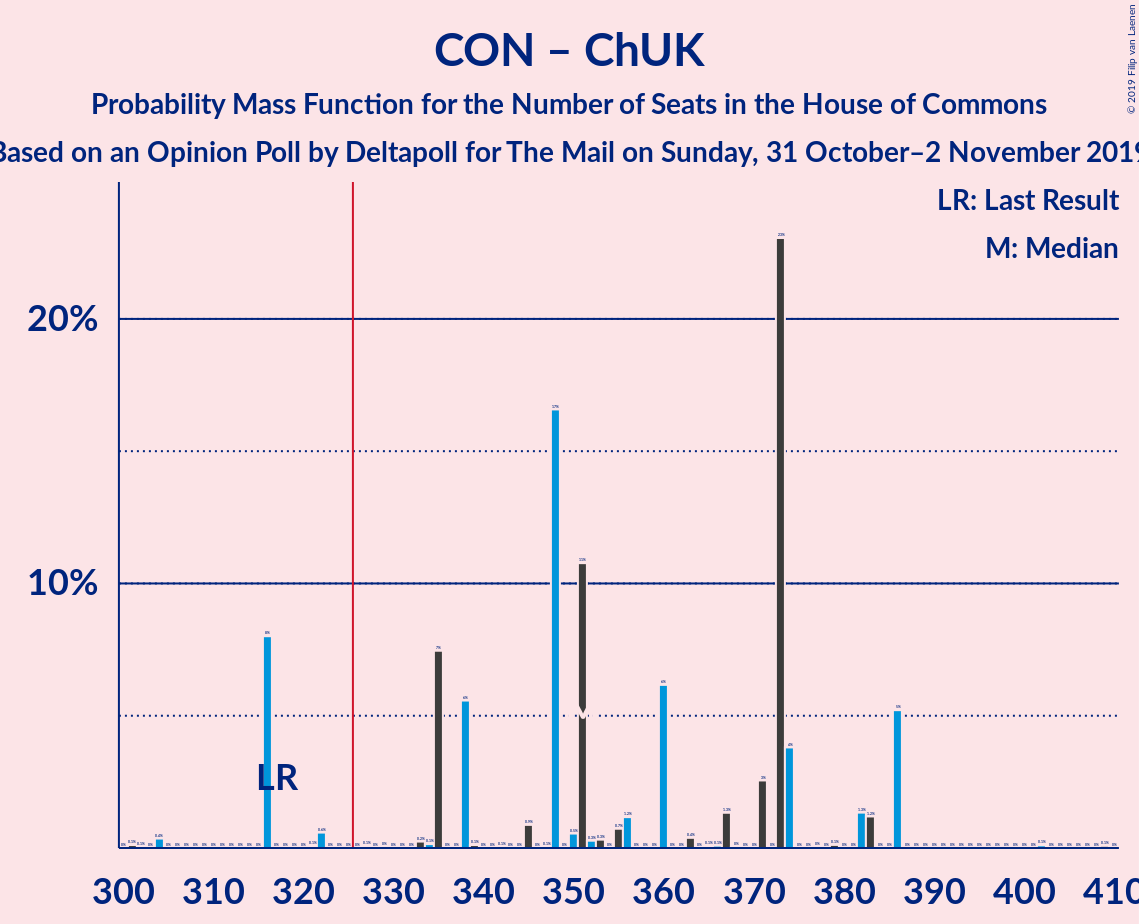 © 2019 Filip van Laenen
CON – ChUK
Probability Mass Function for the Number of Seats in the House of Commons
Based on an Opinion Poll by Deltapoll for The Mail on Sunday, 31 October–2 November 2019
LR: Last Result
M: Median
20%
10%
LR
300 310 320 330 340 350 360 370 380 390 400 410